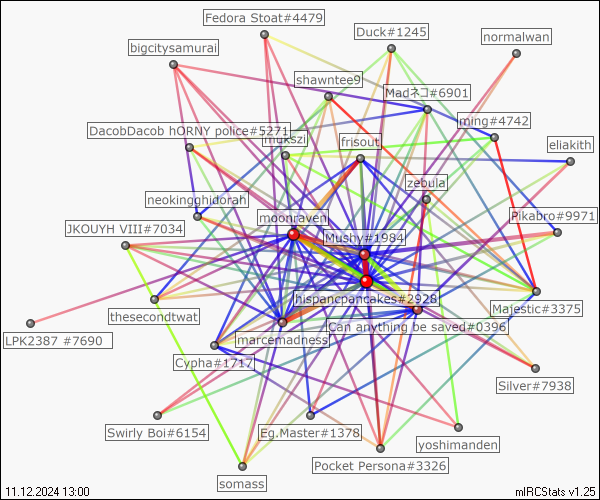 Fedora Stoat#4479
Duck#1245
normalwan
bigcitysamurai
shawntee9
Madネコ#6901
ming#4742
DacobDacob hORNY police#5271
frisout
eliakith
zebula
neokingghidorah
moonraven
Pikabro#9971
JKOUYH VIII#7034
Mushy#1984
hispancpancakes#2928
Majestic#3375
thesecondtwat
Can anything be saved#0396
LPK2387 #7690
marcemadness
Cypha#1717
Silver#7938
Swirly Boi#6154
Eg.Master#1378
yoshimanden
Pocket Persona#3326
somass
11.12.2024 13:00
mIRCStats v1.25